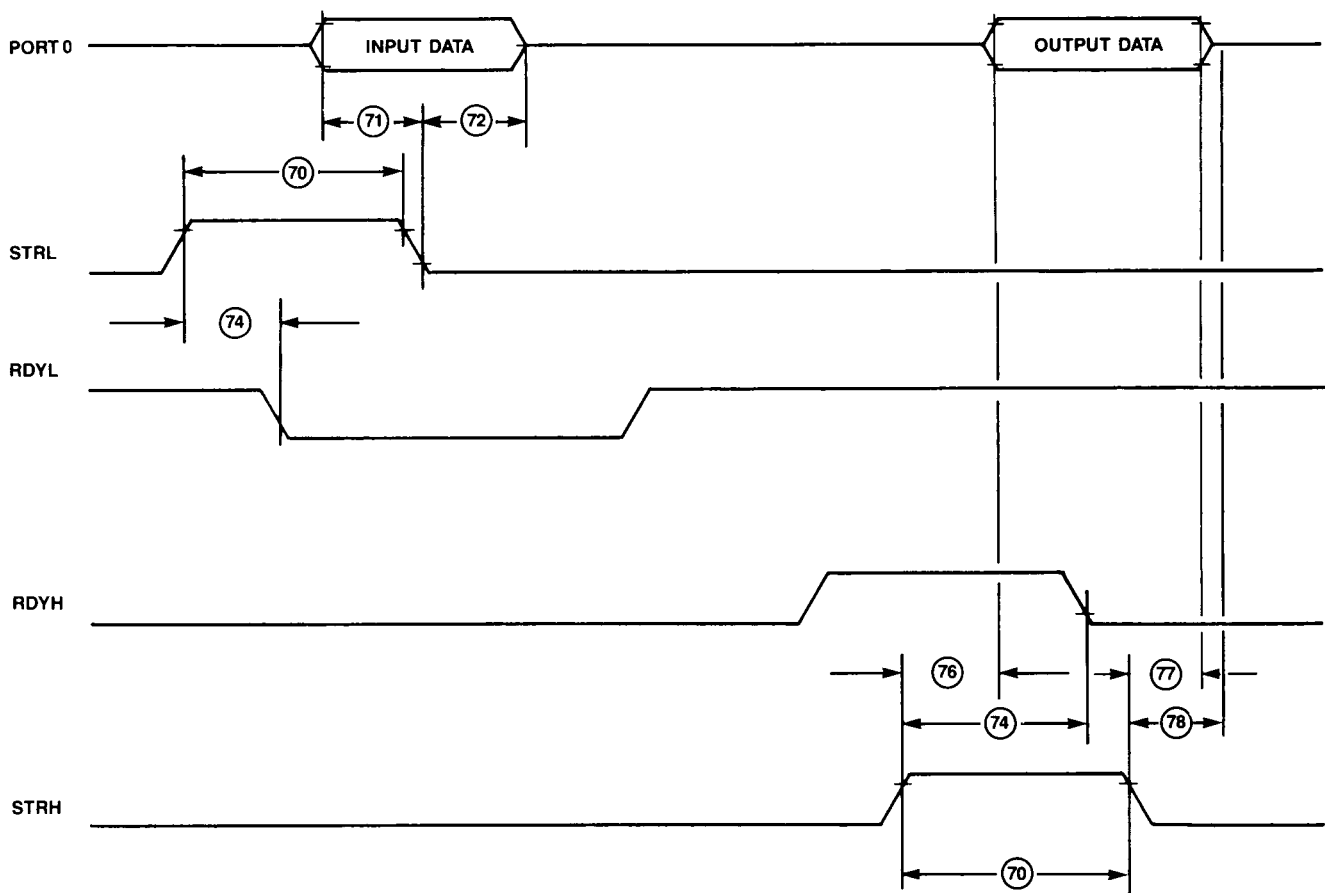 PORT 0
INPUT DATA
OUTPUT DATA
71
72
70
STRL
74
RDYL
RDYH
76
77
74
78
STRH
70